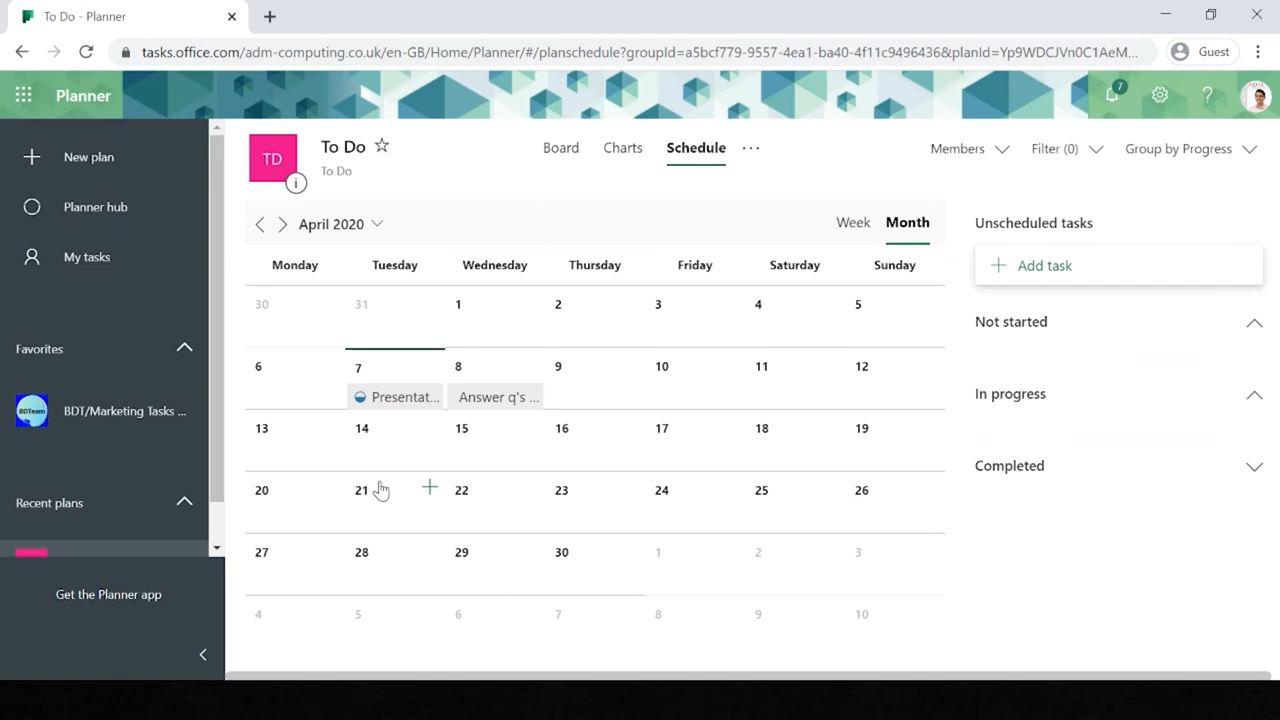 To Do - Planner
tasks.office.com/adm-computing.co.uk/en-GB/Home/Planner/#/planschedule?groupId=a5bcf779-9557-4ea1-ba40-4f11c9496436&planId=Yp9WDCJVn0C1AeM...
Guest
Planner
7
New plan
Planner hub
My tasks
Favorites
BDTeam
BDT/Marketing Tasks ...
Recent plans
Get the Planner app
TD
To Do
To Do
Board Charts Schedule ...
Members Filter (0) Group by Progress
April 2020
Week Month
Monday Tuesday Wednesday Thursday Friday Saturday Sunday
30 31 1 2 3 4 5
6 7 8 9 10 11 12
Presentat... Answer q's ...
13 14 15 16 17 18 19
20 21 22 23 24 25 26
27 28 29 30 1 2 3
4 5 6 7 8 9 10
Unscheduled tasks
Add task
Not started
In progress
Completed